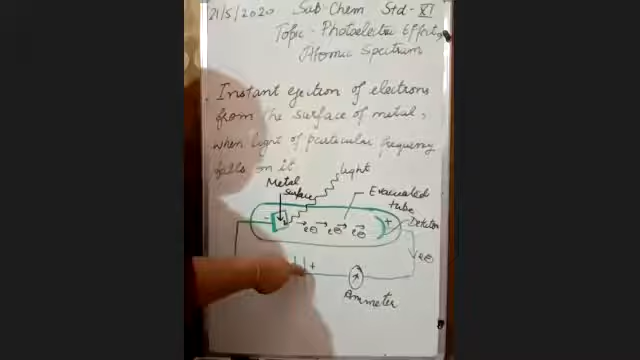 21/5/2020 Sub-Chem Std-XI
Topic - Photoelectric Effect,
Atomic Spectrum
Instant ejection of electrons
from the surface of metal,
when light of particular frequency
falls on it
light
Metal
surface
Evacuated
tube
- e⊖ → e⊖ → e⊖ +
Detector
e⊖
+
Ammeter